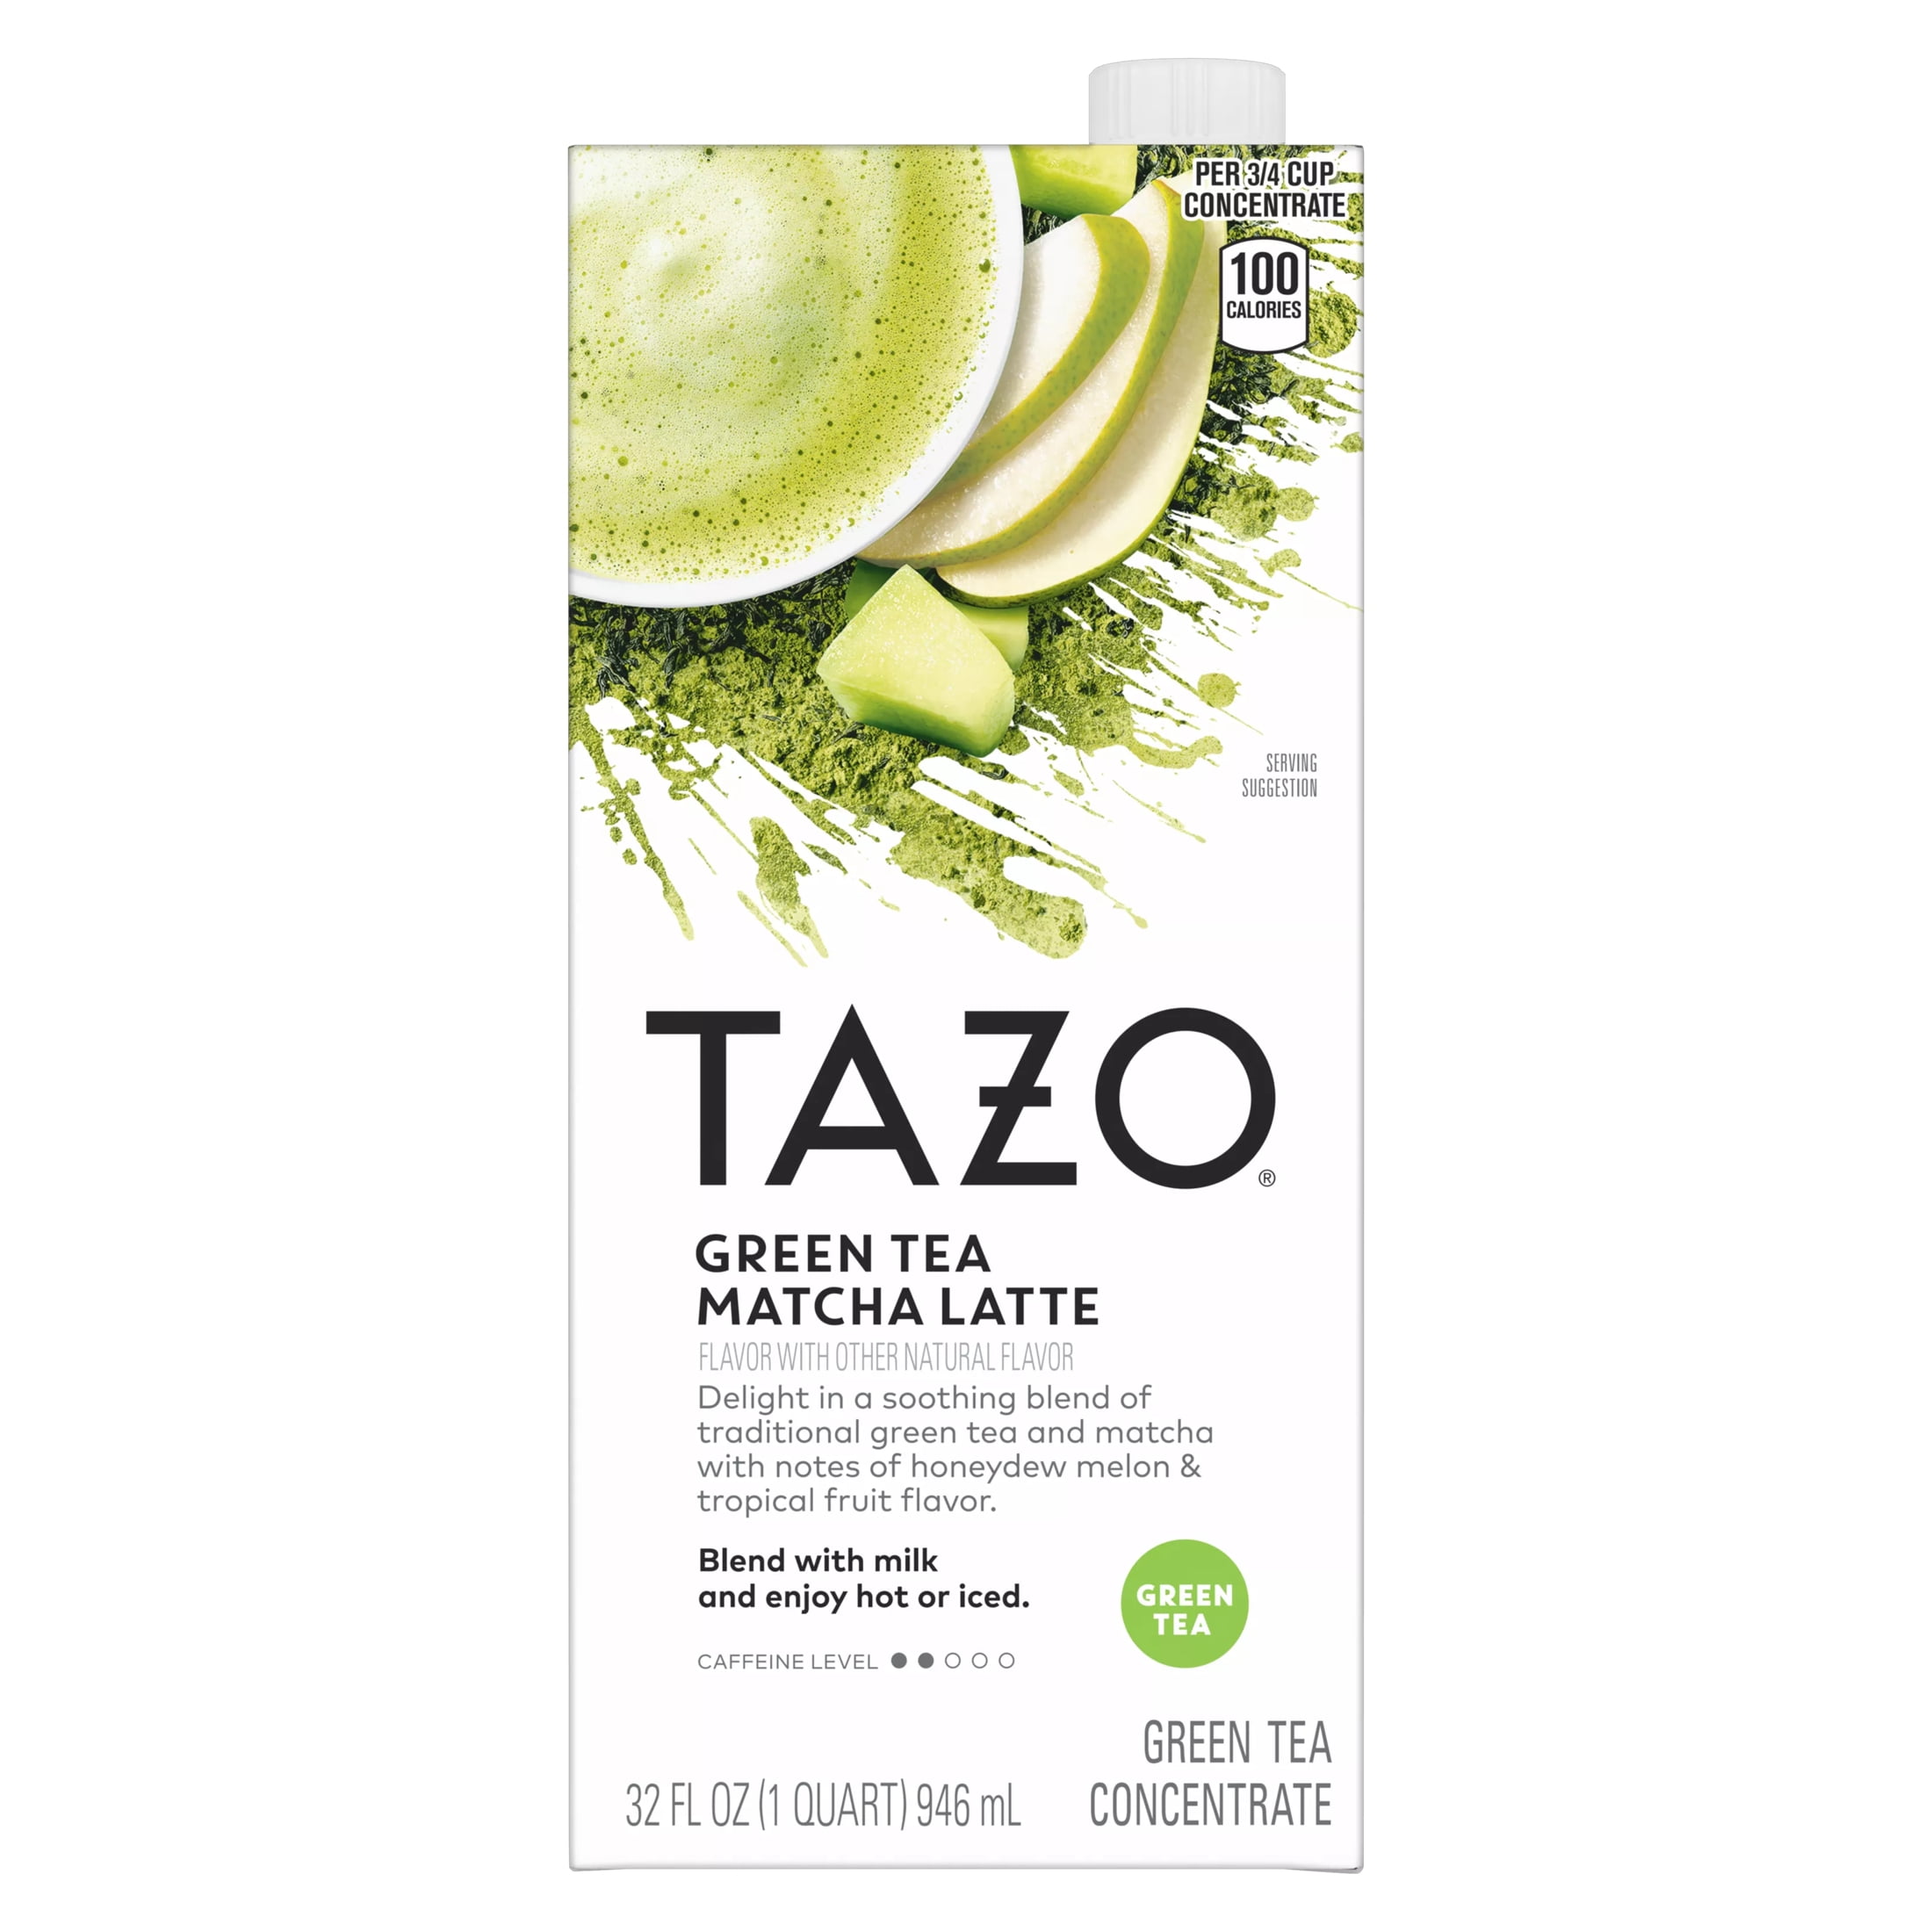 PER 3/4 CUP
CONCENTRATE
100
CALORIES
SERVING
SUGGESTION
TAZO®
GREEN TEA
MATCHA LATTE
FLAVOR WITH OTHER NATURAL FLAVOR
Delight in a soothing blend of
traditional green tea and matcha
with notes of honeydew melon &
tropical fruit flavor.
Blend with milk
and enjoy hot or iced.
GREEN
TEA
CAFFEINE LEVEL
GREEN TEA
CONCENTRATE
32 FL OZ (1 QUART) 946 mL